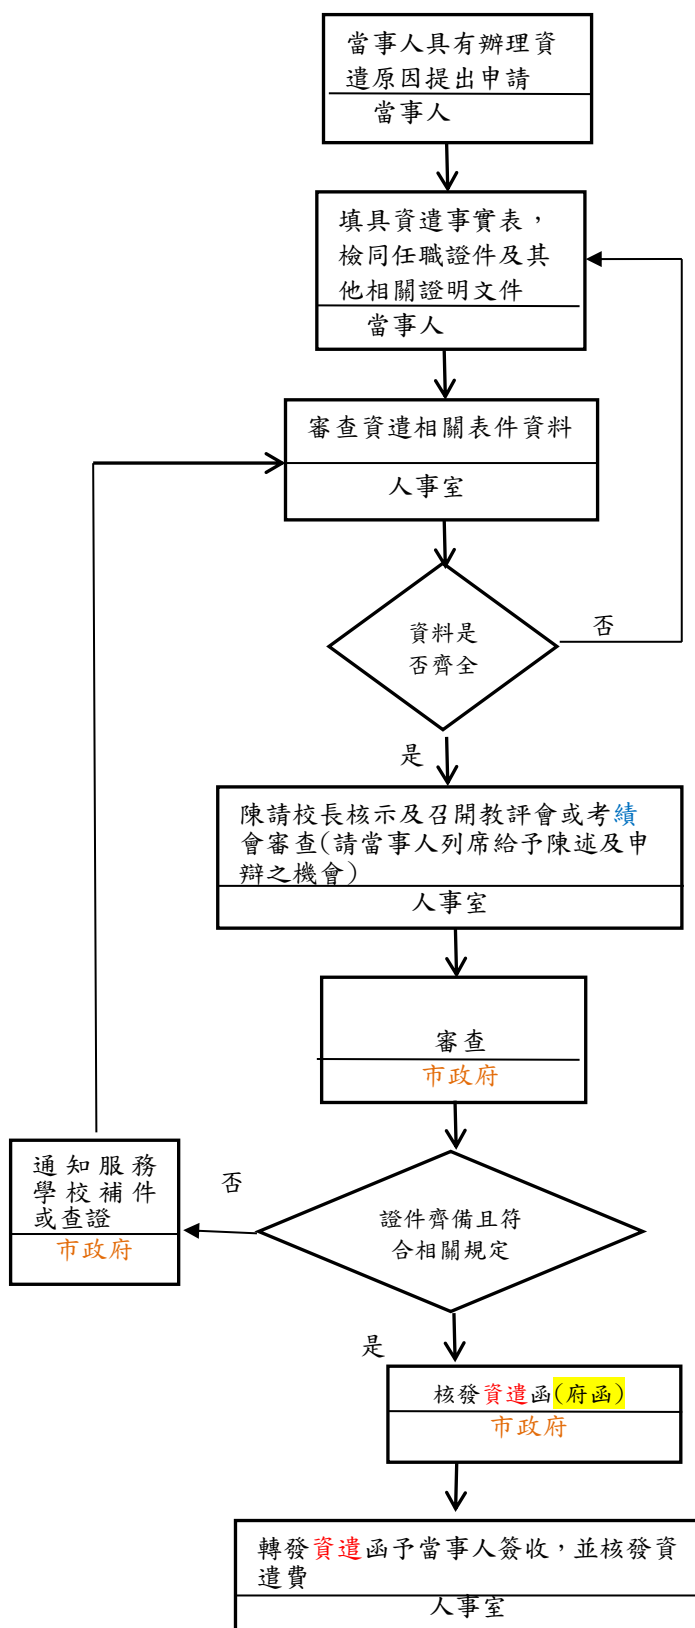 當事人具有辦理資
遣原因提出申請
當事人
填具資遣事實表，
檢同任職證件及其
他相關證明文件
當事人
審查資遣相關表件資料
人事室
資料是
否齊全
否
是
陳請校長核示及召開教評會或考績
會審查(請當事人列席給予陳述及申
辯之機會)
人事室
審查
市政府
通知服務
學校補件
或查證
市政府
否
證件齊備且符
合相關規定
是
核發資遣函(府函)
市政府
轉發資遣函予當事人簽收，並核發資
遣費
人事室